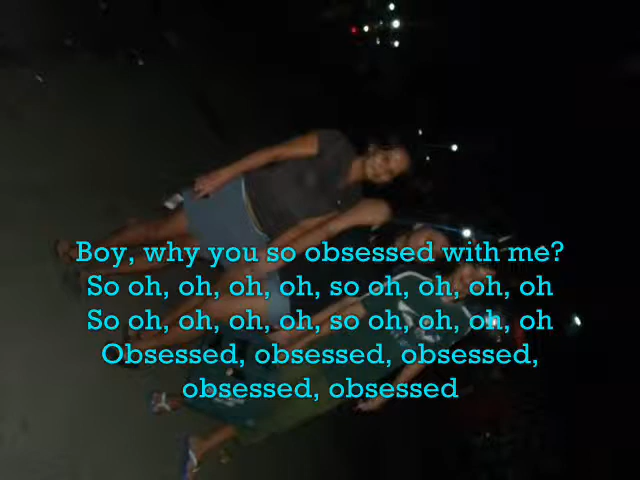 Boy, why you so obsessed with me?
So oh, oh, oh, oh, so oh, oh, oh, oh
So oh, oh, oh, oh, so oh, oh, oh, oh
Obsessed, obsessed, obsessed,
obsessed, obsessed